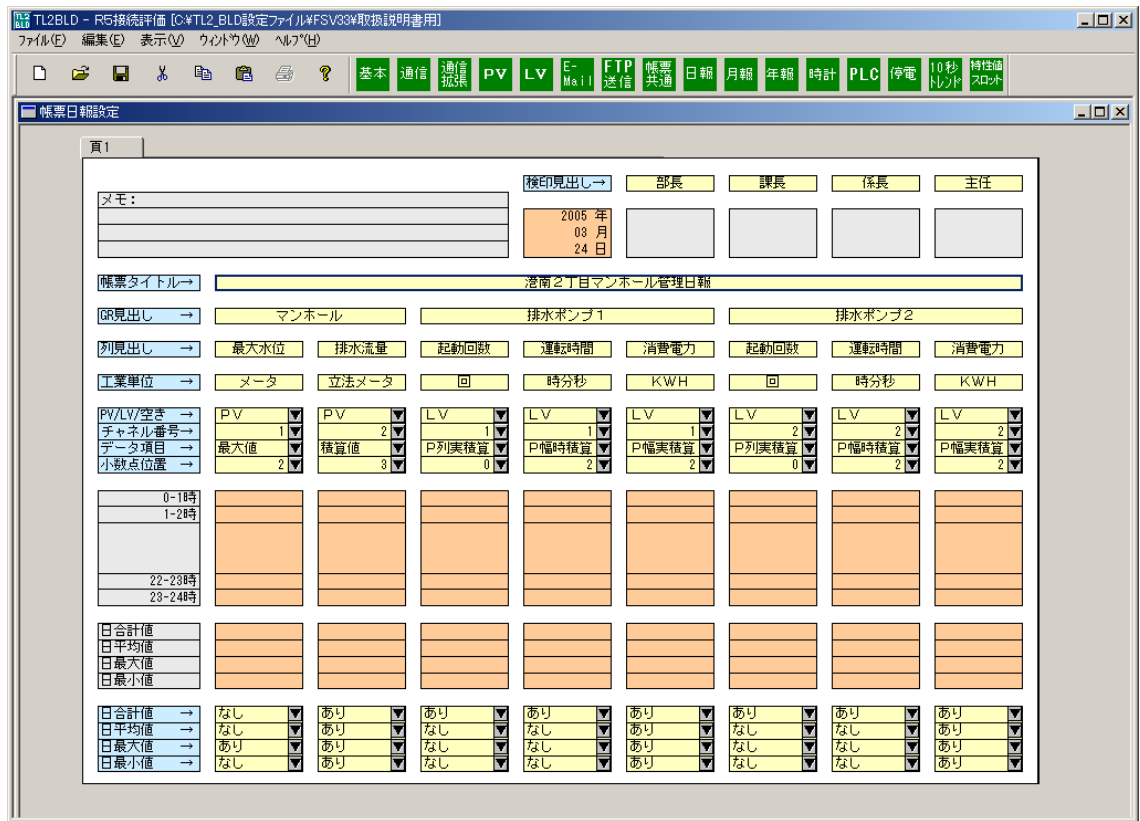 TL2BLD - R5接続評価 [C:¥TL2_BLD設定ファイル¥FSV33¥取扱説明書用]
ファイル(F) 編集(E) 表示(V) ウィンドウ(W) ヘルプ(H)
基本 通信 通信拡張 PV LV E-Mail FTP送信 帳票共通 日報 月報 年報 時計 PLC 停電 10秒トレンド 特性値スロット
帳票日報設定
頁1
検印見出し→ 部長 課長 係長 主任
メモ:
2005 年
03 月
24 日
帳票タイトル→ 港南2丁目マンホール管理日報
GR見出し → マンホール 排水ポンプ1 排水ポンプ2
列見出し → 最大水位 排水流量 起動回数 運転時間 消費電力 起動回数 運転時間 消費電力
工業単位 → メータ 立法メータ 回 時分秒 KWH 回 時分秒 KWH
PV/LV/空き → PV PV LV LV LV LV LV LV
チャネル番号→ 1 2 1 1 1 2 2 2
データ項目 → 最大値 積算値 P列実積算 P幅時積算 P幅実積算 P列実積算 P幅時積算 P幅実積算
小数点位置 → 2 3 0 2 2 0 2 2
0-1時
1-2時
22-23時
23-24時
日合計値
日平均値
日最大値
日最小値
日合計値 → なし あり あり あり あり あり あり あり
日平均値 → なし あり なし なし あり なし なし あり
日最大値 → あり あり なし なし あり なし なし あり
日最小値 → なし あり なし なし あり なし なし あり